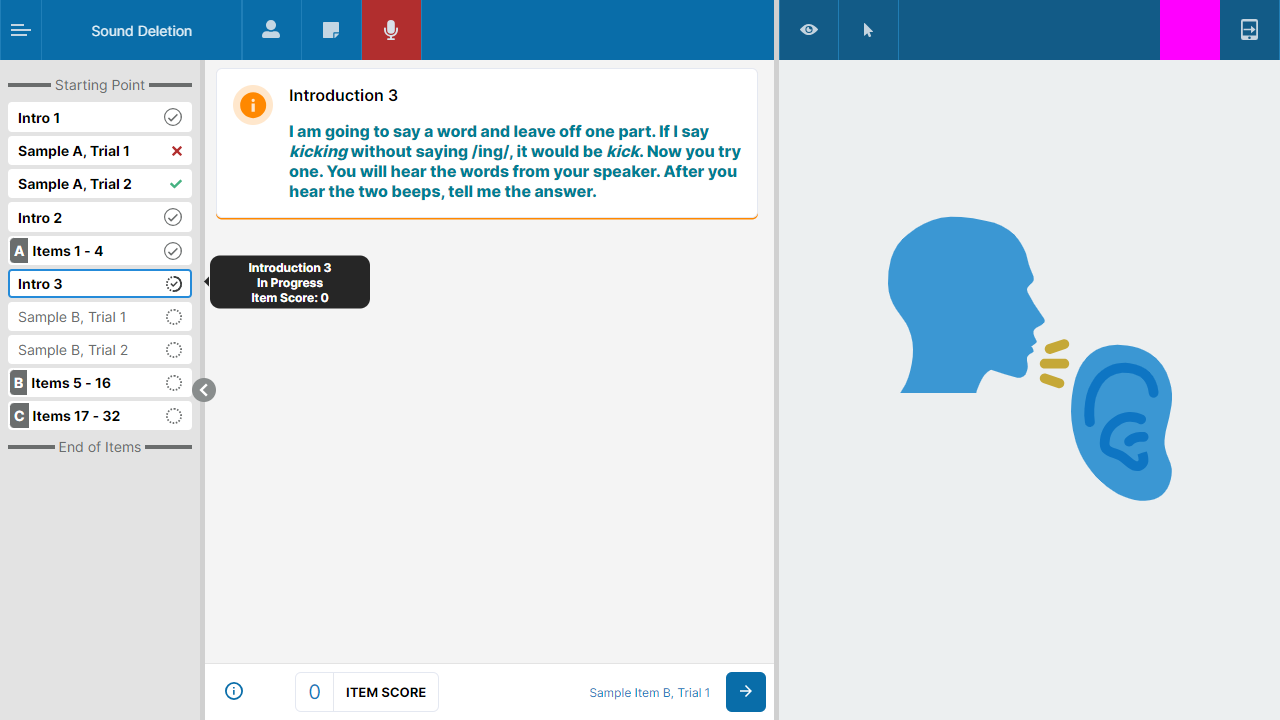 Sound Deletion
Starting Point
Intro 1
Sample A, Trial 1
Sample A, Trial 2
Intro 2
A Items 1 - 4
Intro 3
Sample B, Trial 1
Sample B, Trial 2
B Items 5 - 16
C Items 17 - 32
End of Items
Introduction 3
I am going to say a word and leave off one part. If I say
kicking without saying /ing/, it would be kick. Now you try
one. You will hear the words from your speaker. After you
hear the two beeps, tell me the answer.
Introduction 3
In Progress
Item Score: 0
0 ITEM SCORE
Sample Item B, Trial 1